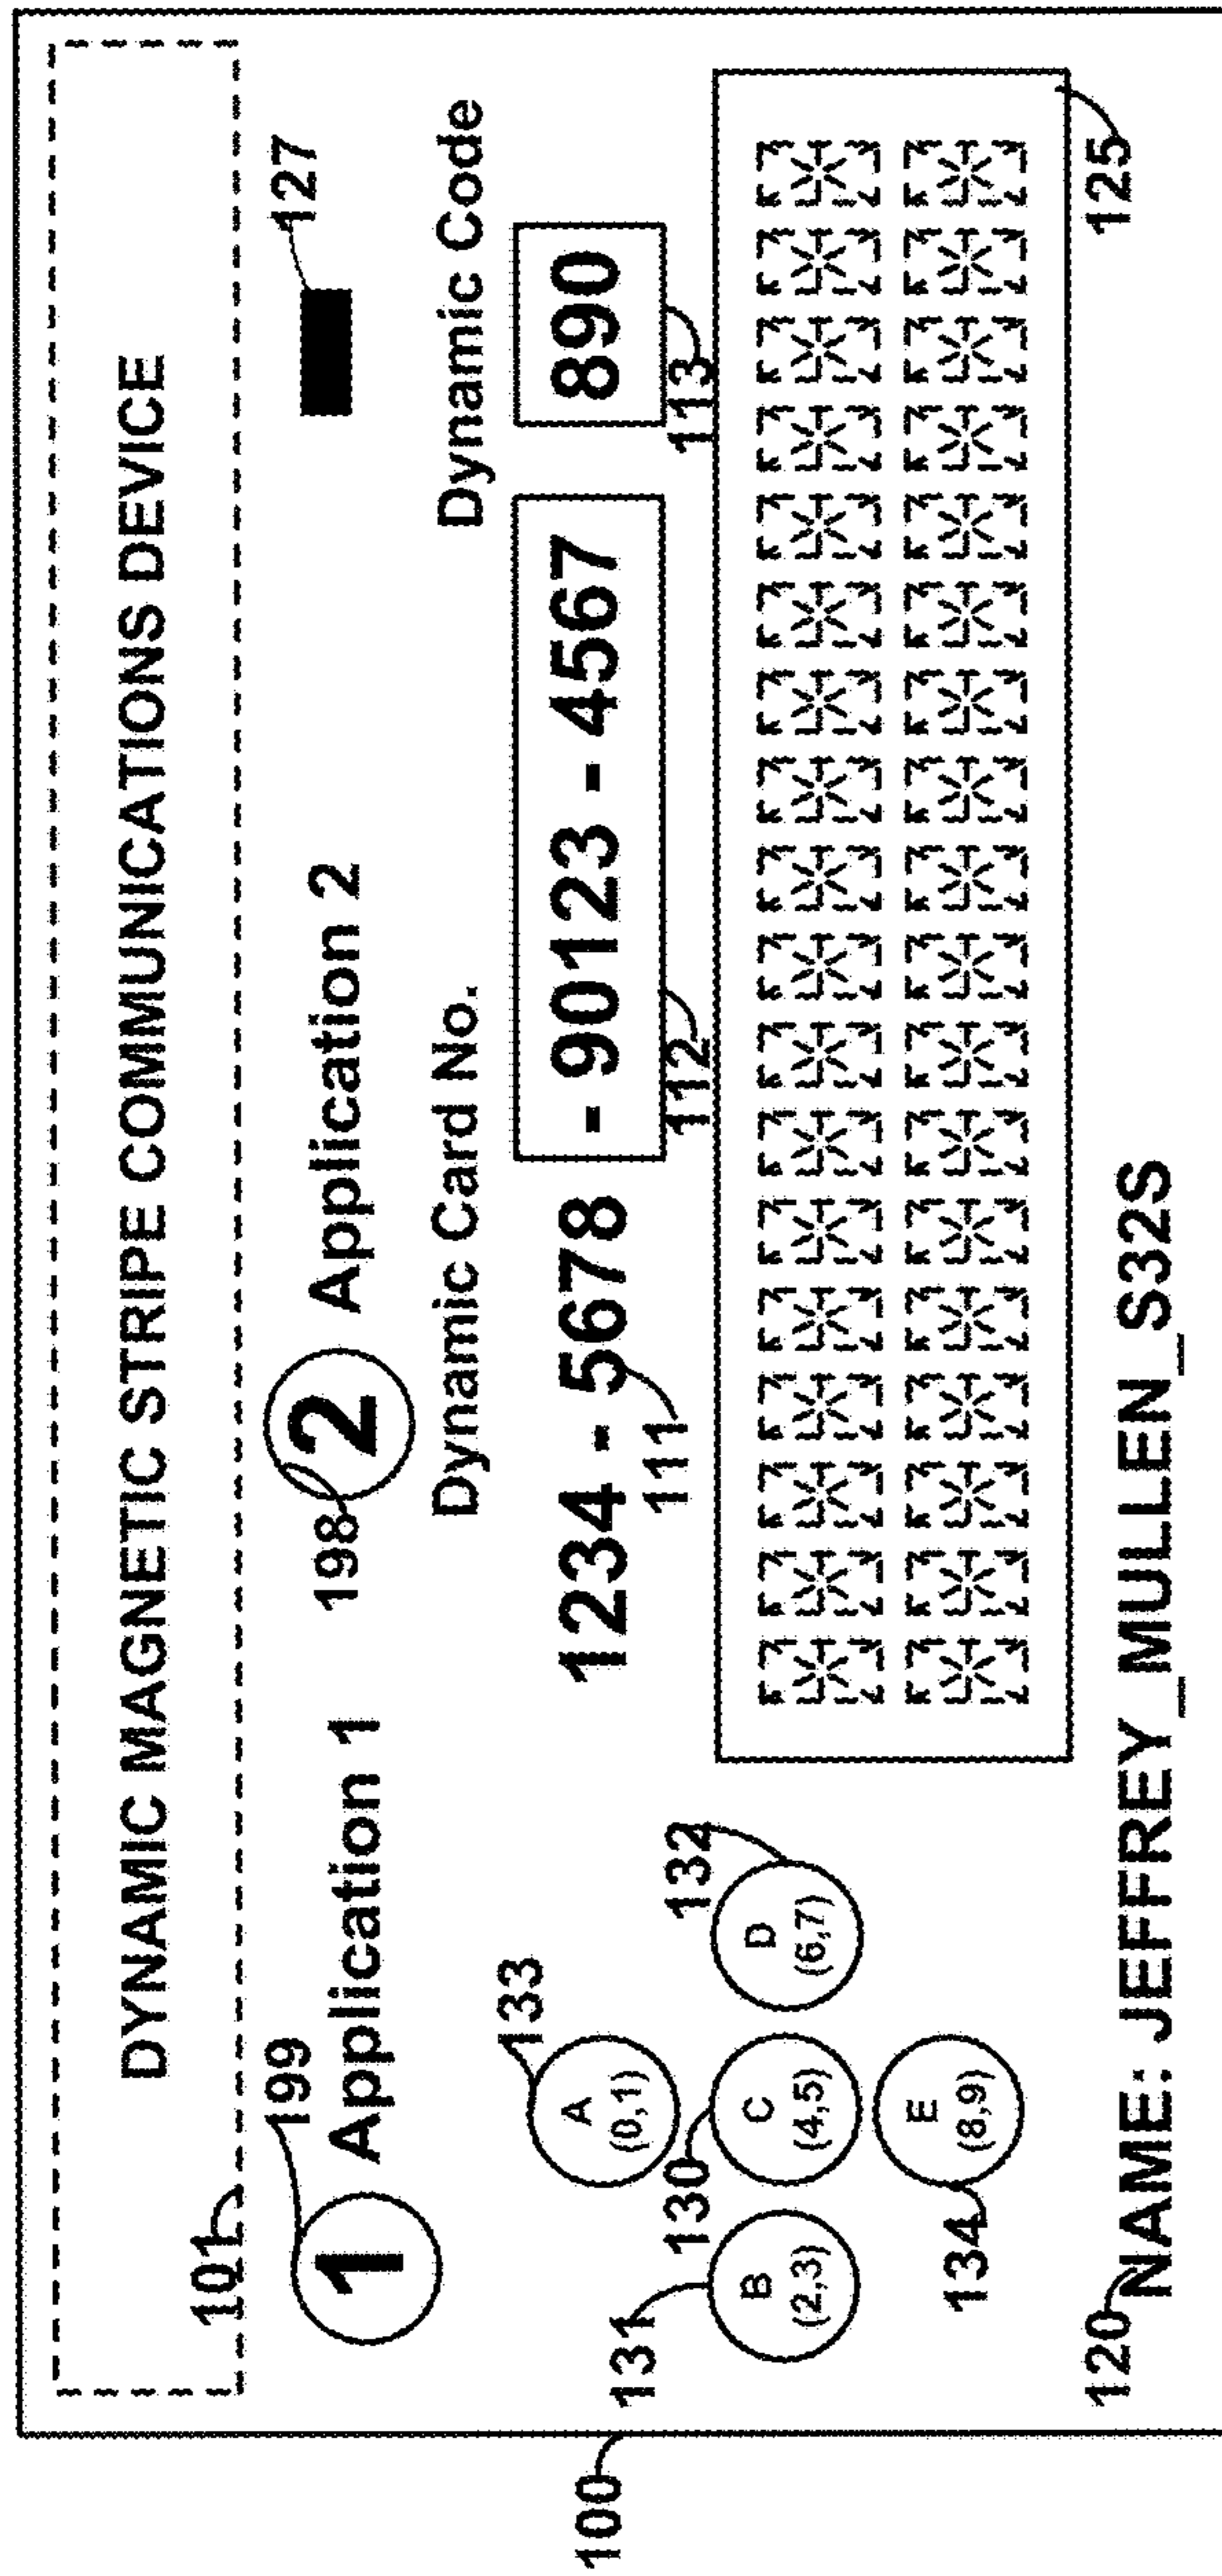 DYNAMIC MAGNETIC STRIPE COMMUNICATIONS DEVICE
101
199
1 Application 1
198
2 Application 2
127
Dynamic Card No.
Dynamic Code
133
1234 - 5678 - 90123 - 4567
890
111
112
113
A
(0,1)
131
130
132
B
(2,3)
C
(4,5)
D
(6,7)
100
134
E
(8,9)
125
120
NAME: JEFFREY_MULLEN_S32S